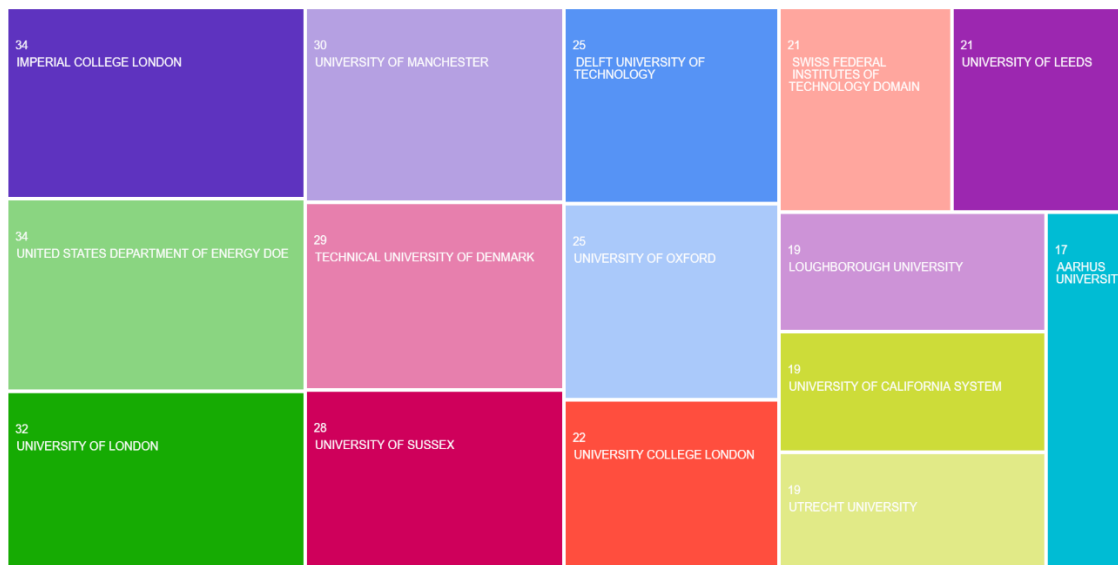 34
IMPERIAL COLLEGE LONDON
34
UNITED STATES DEPARTMENT OF ENERGY DOE
32
UNIVERSITY OF LONDON
30
UNIVERSITY OF MANCHESTER
29
TECHNICAL UNIVERSITY OF DENMARK
28
UNIVERSITY OF SUSSEX
25
DELFT UNIVERSITY OF
TECHNOLOGY
25
UNIVERSITY OF OXFORD
22
UNIVERSITY COLLEGE LONDON
21
SWISS FEDERAL
INSTITUTES OF
TECHNOLOGY DOMAIN
21
UNIVERSITY OF LEEDS
19
LOUGHBOROUGH UNIVERSITY
19
UNIVERSITY OF CALIFORNIA SYSTEM
19
UTRECHT UNIVERSITY
17
AARHUS
UNIVERSIT